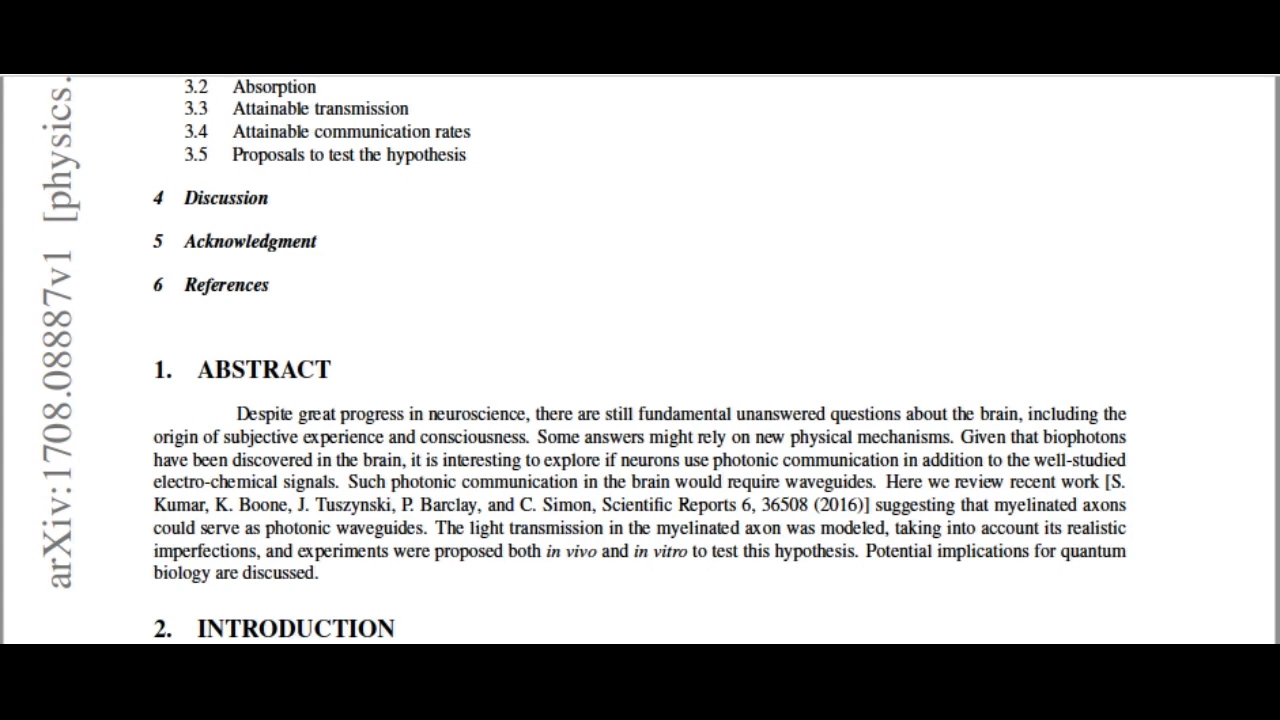 3.2 Absorption
3.3 Attainable transmission
3.4 Attainable communication rates
3.5 Proposals to test the hypothesis
4 Discussion
5 Acknowledgment
6 References
1. ABSTRACT
Despite great progress in neuroscience, there are still fundamental unanswered questions about the brain, including the
origin of subjective experience and consciousness. Some answers might rely on new physical mechanisms. Given that biophotons
have been discovered in the brain, it is interesting to explore if neurons use photonic communication in addition to the well-studied
electro-chemical signals. Such photonic communication in the brain would require waveguides. Here we review recent work [S.
Kumar, K. Boone, J. Tuszynski, P. Barclay, and C. Simon, Scientific Reports 6, 36508 (2016)] suggesting that myelinated axons
could serve as photonic waveguides. The light transmission in the myelinated axon was modeled, taking into account its realistic
imperfections, and experiments were proposed both in vivo and in vitro to test this hypothesis. Potential implications for quantum
biology are discussed.
2. INTRODUCTION
arXiv:1708.08887v1 [physics.